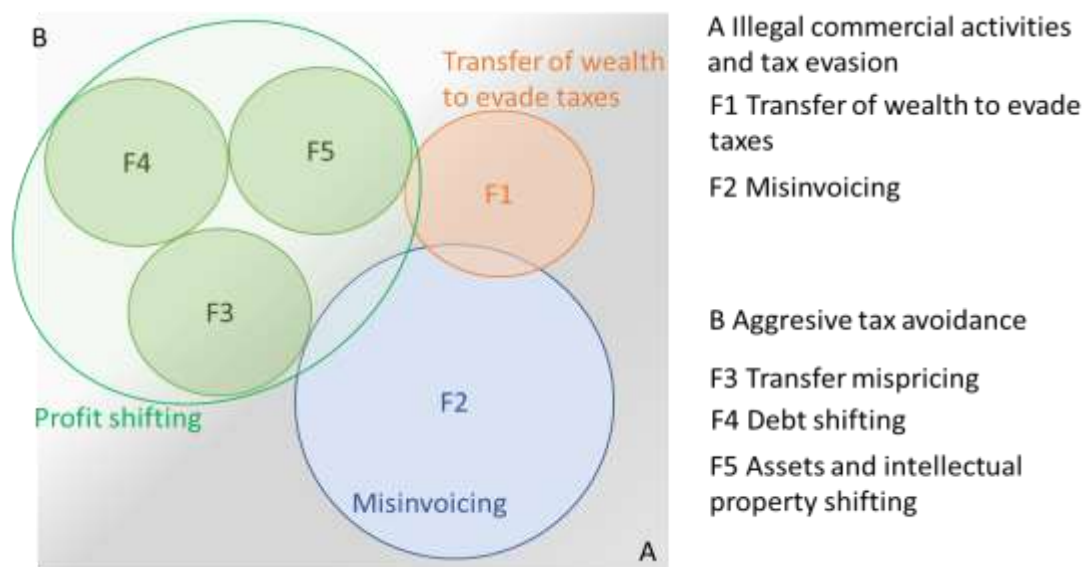 B
Transfer of wealth
to evade taxes
F4
F5
F1
F3
F2
Profit shifting
Misinvoicing
A
A Illegal commercial activities
and tax evasion
F1 Transfer of wealth to evade
taxes
F2 Misinvoicing
B Aggresive tax avoidance
F3 Transfer mispricing
F4 Debt shifting
F5 Assets and intellectual
property shifting